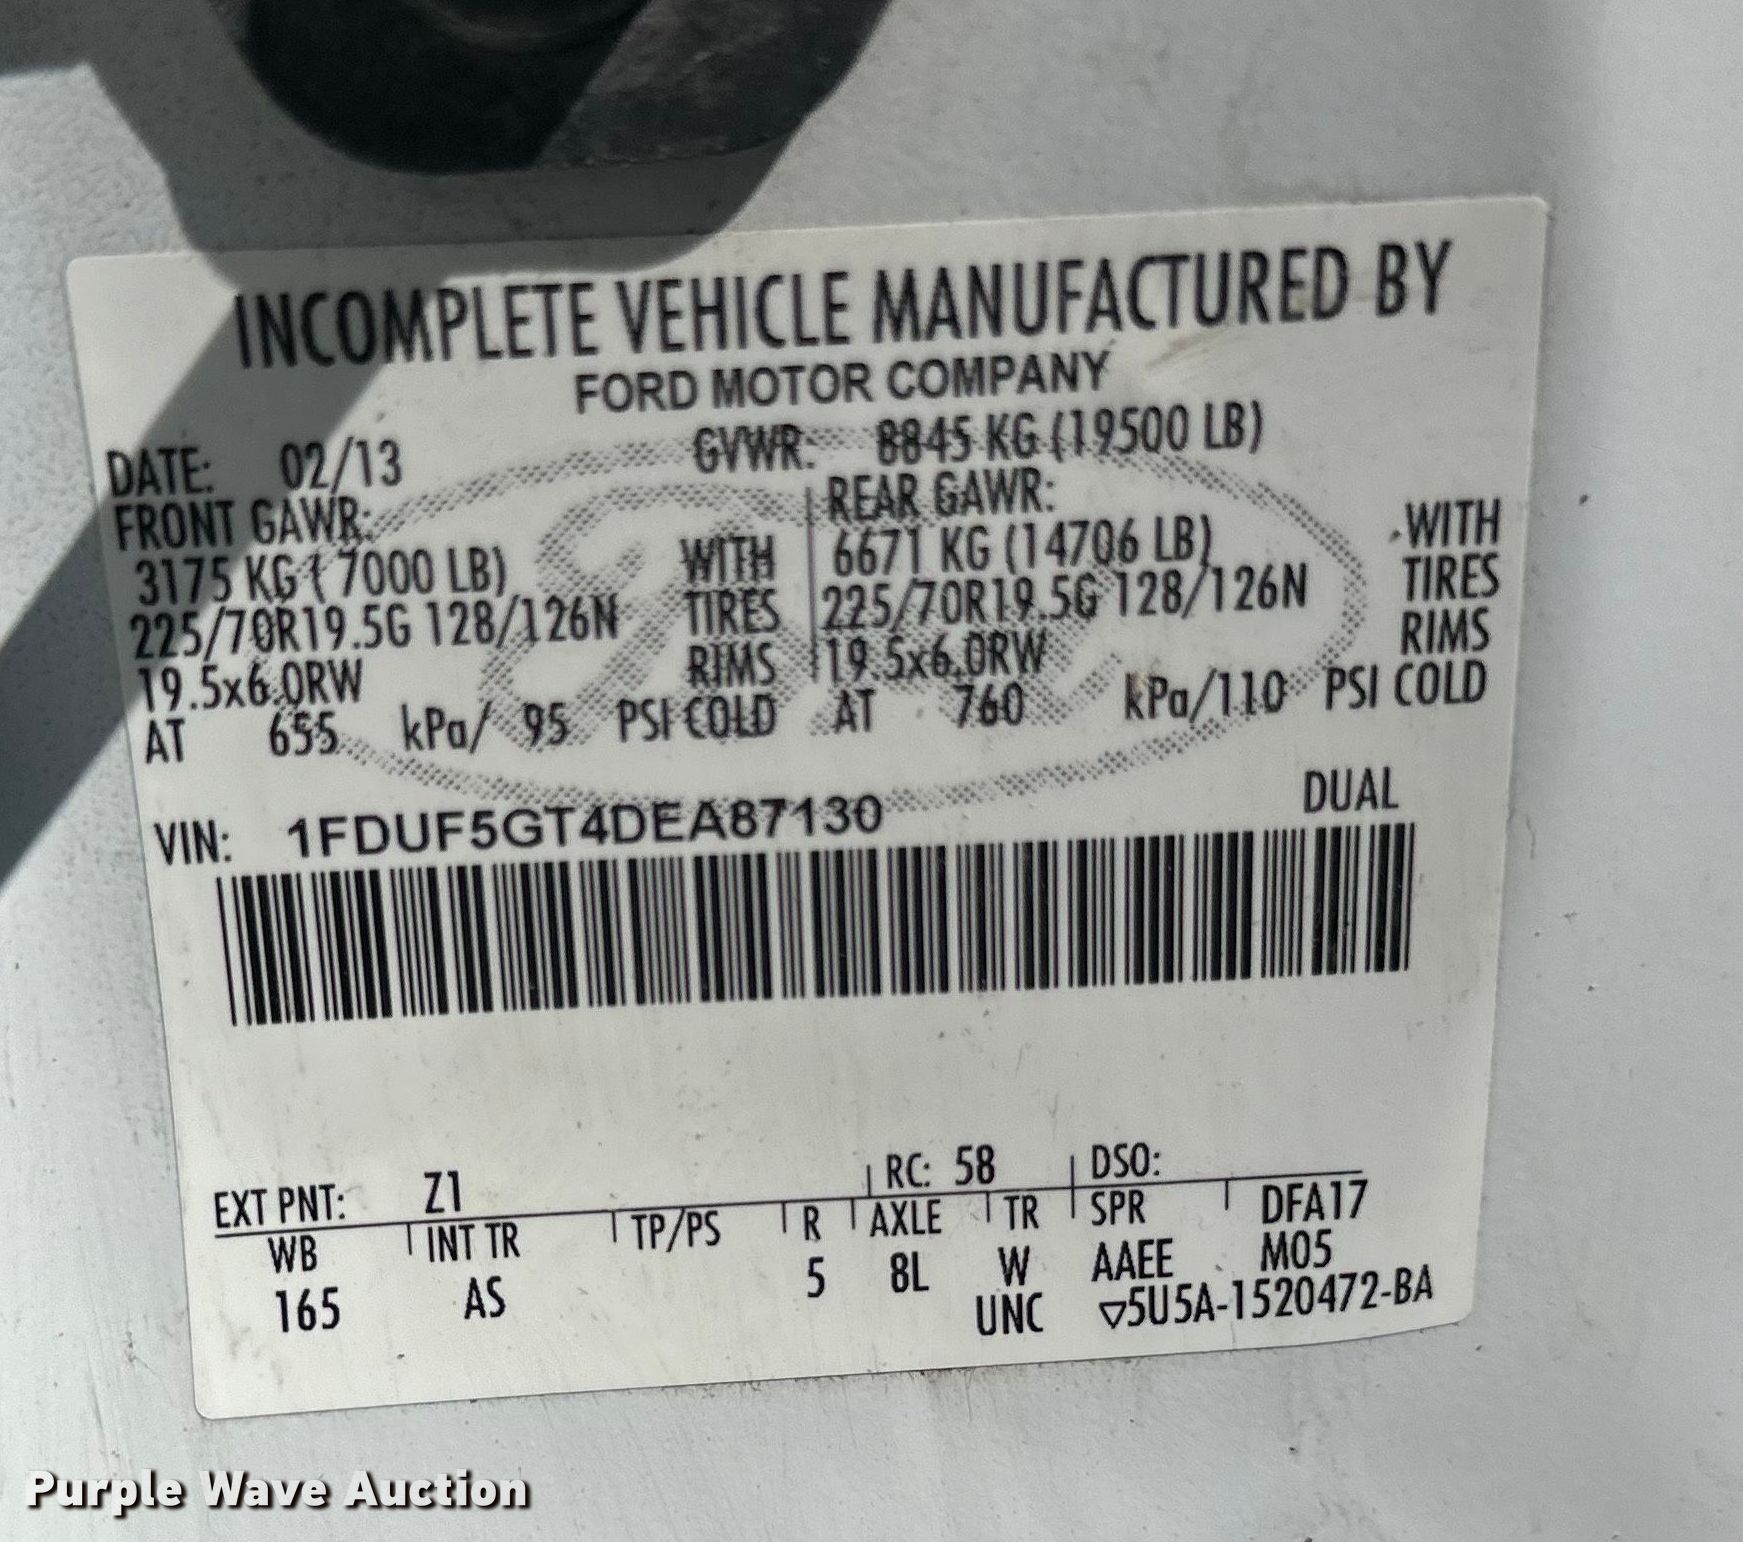 INCOMPLETE VEHICLE MANUFACTURED BY
FORD MOTOR COMPANY
DATE: 02/13 GVWR: 8845 KG (19500 LB)
FRONT GAWR: REAR GAWR:
3175 KG ( 7000 LB) WITH 6671 KG (14706 LB) WITH
225/70R19.5G 128/126N TIRES 225/70R19.5G 128/126N TIRES
19.5x6.0RW RIMS 19.5x6.0RW RIMS
AT 655 kPa/ 95 PSI COLD AT 760 kPa/110 PSI COLD
VIN: 1FDUF5GT4DEA87130 DUAL
EXT PNT: Z1 RC: 58 DSO:
WB INT TR TP/PS R AXLE TR SPR DFA17
165 AS 5 8L W AAEE M05
UNC ▽5U5A-1520472-BA
Purple Wave Auction